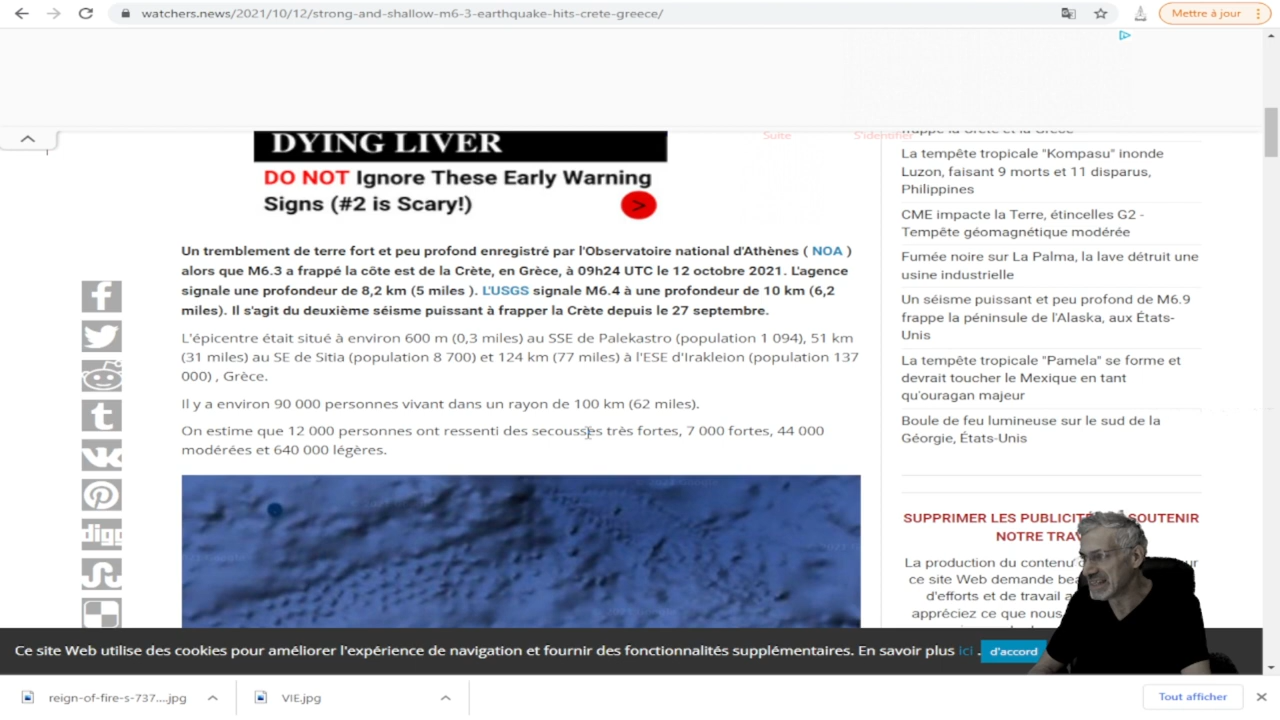 watchers.news/2021/10/12/strong-and-shallow-m6-3-earthquake-hits-crete-greece/
Mettre à jour
DYING LIVER
DO NOT Ignore These Early Warning
Signs (#2 is Scary!)
>
Suite
S'identifier
frappe la Crète et la Grèce
La tempête tropicale "Kompasu" inonde
Luzon, faisant 9 morts et 11 disparus,
Philippines
CME impacte la Terre, étincelles G2 -
Tempête géomagnétique modérée
Fumée noire sur La Palma, la lave détruit une
usine industrielle
Un séisme puissant et peu profond de M6.9
frappe la péninsule de l'Alaska, aux États-
Unis
La tempête tropicale "Pamela" se forme et
devrait toucher le Mexique en tant
qu'ouragan majeur
Boule de feu lumineuse sur le sud de la
Géorgie, États-Unis
Un tremblement de terre fort et peu profond enregistré par l'Observatoire national d'Athènes ( NOA )
alors que M6.3 a frappé la côte est de la Crète, en Grèce, à 09h24 UTC le 12 octobre 2021. L'agence
signale une profondeur de 8,2 km (5 miles ). L'USGS signale M6.4 à une profondeur de 10 km (6,2
miles). Il s'agit du deuxième séisme puissant à frapper la Crète depuis le 27 septembre.
L'épicentre était situé à environ 600 m (0,3 miles) au SSE de Palekastro (population 1 094), 51 km
(31 miles) au SE de Sitia (population 8 700) et 124 km (77 miles) à l'ESE d'Irakleion (population 137
000) , Grèce.
Il y a environ 90 000 personnes vivant dans un rayon de 100 km (62 miles).
On estime que 12 000 personnes ont ressenti des secousses très fortes, 7 000 fortes, 44 000
modérées et 640 000 légères.
digg
SUPPRIMER LES SOUTENIR
NOTRE
La production du contenu
ce site Web demande
d'efforts et de travail
appréciez ce que nous
Ce site Web utilise des cookies pour améliorer l'expérience de navigation et fournir des fonctionnalités supplémentaires. En savoir plus ici .
d'accord
reign-of-fire-s-737....jpg
VIE.jpg
Tout afficher